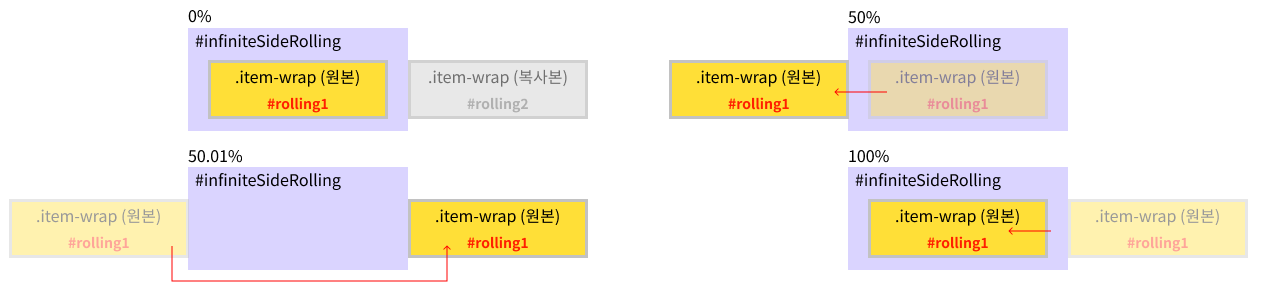 0%
#infiniteSideRolling
.item-wrap (원본)
#rolling1
.item-wrap (복사본)
#rolling2
50%
#infiniteSideRolling
.item-wrap (원본)
#rolling1
.item-wrap (원본)
#rolling1
50.01%
#infiniteSideRolling
.item-wrap (원본)
#rolling1
.item-wrap (원본)
#rolling1
100%
#infiniteSideRolling
.item-wrap (원본)
#rolling1
.item-wrap (원본)
#rolling1